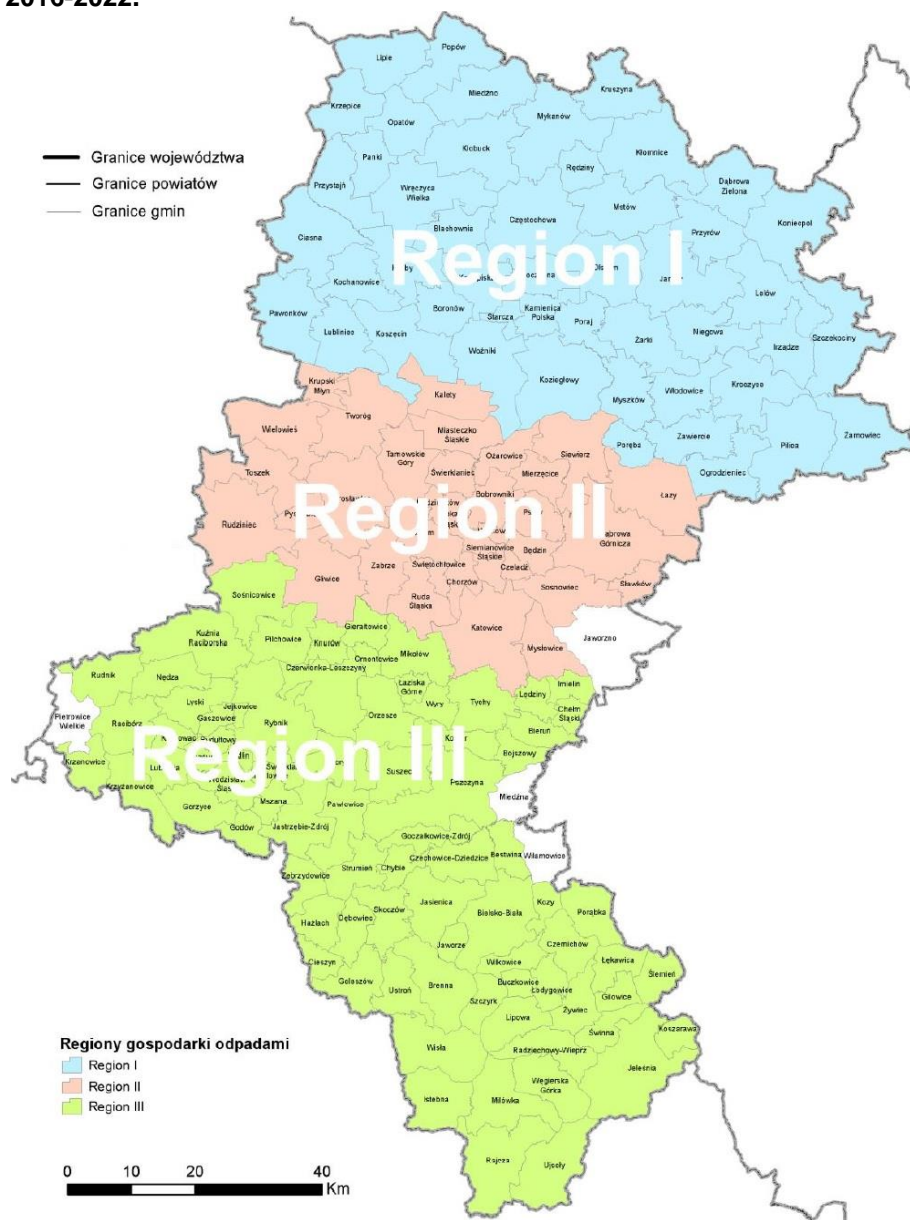 2016-2022.
Granice województwa
Granice powiatów
Granice gmin
Popów
Lipie
Miedźno
Kruszyna
Krzepice
Mykanów
Opatów
Kłobuck
Kłomnice
Panki
Rędziny
Przystajń
Dąbrowa
Zielona
Wręczyca
Wielka
Mstów
Koniecpol
Częstochowa
Blachownia
Przyrów
Ciasna
Region I
Kochanowice
Lelów
Pawonków
Boronów
Kamienica
Polska
Starcza
Poraj
Lubliniec
Koszęcin
Niegowa
Szczekociny
Żarki
Irządze
Woźniki
Koziegłowy
Kroczyce
Włodowice
Myszków
Krupski
Młyn
Kalety
Tworóg
Miasteczko
Śląskie
Wielowieś
Poręba
Zawiercie
Pilica
Żarnowiec
Tarnowskie
Góry
Ożarowice
Siewierz
Świerklaniec
Mierzęcice
Toszek
Ogrodzieniec
Bobrowniki
Łazy
Region II
Rudziniec
Semianowice
Śląskie
Będzin
Górnicza
Zabrze
Świętochłowice
Czeladź
Gliwice
Chorzów
Sosnowiec
Sławków
Ruda
Śląska
Sośnicowice
Katowice
Kuźnia
Raciborska
Pilchowice
Gierałtowice
Knurów
Ornontowice
Mikołów
Mysłowice
Jaworzno
Rudnik
Nędza
Czerwionka-Leszczyny
Łaziska
Górne
Wyry
Tychy
Lędziny
Imielin
Lyski
Jejkowice
Chełm
Śląski
Pietrowice
Wielkie
Gaszowice
Racibórz
Rybnik
Orzesze
Bieruń
Region III
Bojszowy
Krzanowice
Suszec
Pszczyna
Krzyżanowice
Miedźna
Mszana
Pawłowice
Gorzyce
Godów
Jastrzębie-Zdrój
Goczałkowice-Zdrój
Czechowice-Dziedzice
Bestwina
Wilamowice
Zebrzydowice
Strumień
Chybie
Jasienica
Kozy
Skoczów
Bielsko-Biała
Porąbka
Hażlach
Dębowiec
Czernichów
Jaworze
Łękawica
Wilkowice
Ślemień
Cieszyn
Goleszów
Ustroń
Brenna
Buczkowice
Łodygowice
Gilowice
Szczyrk
Żywiec
Lipowa
Świnna
Koszarawa
Wisła
Radziechowy-Wieprz
Jeleśnia
Węgierska
Górka
Istebna
Milówka
Rajcza
Ujsoły
Regiony gospodarki odpadami
Region I
Region II
Region III
0 10 20 40
Km